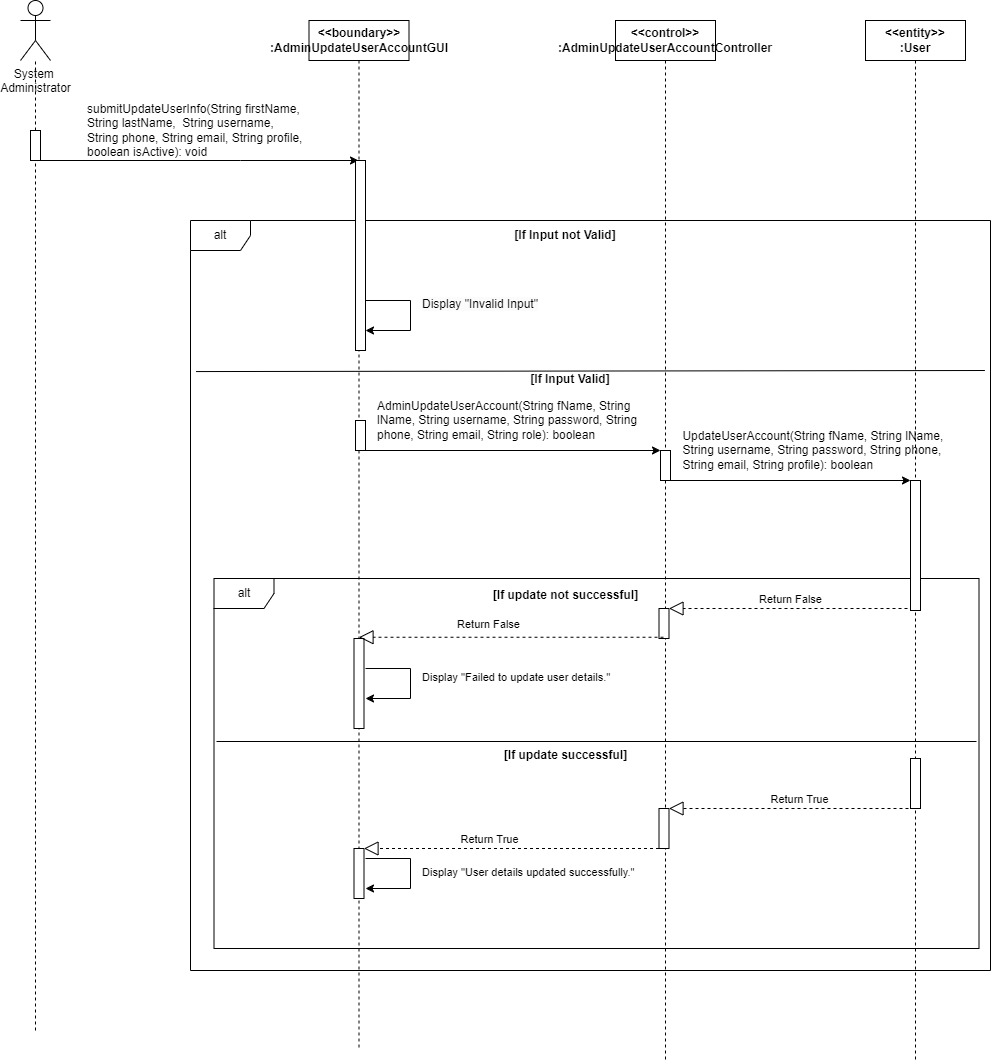 <<boundary>>
:AdminUpdateUserAccountGUI
<<control>>
:AdminUpdateUserAccountController
<<entity>>
:User
System
Administrator
submitUpdateUserInfo(String firstName,
String lastName,  String username,
String phone, String email, String profile,
boolean isActive): void
alt
[If Input not Valid]
Display "Invalid Input"
[If Input Valid]
AdminUpdateUserAccount(String fName, String
lName, String username, String password, String
phone, String email, String role): boolean
UpdateUserAccount(String fName, String lName,
String username, String password, String phone,
String email, String profile): boolean
alt
[If update not successful]
Return False
Return False
Display "Failed to update user details."
[If update successful]
Return True
Return True
Display "User details updated successfully."